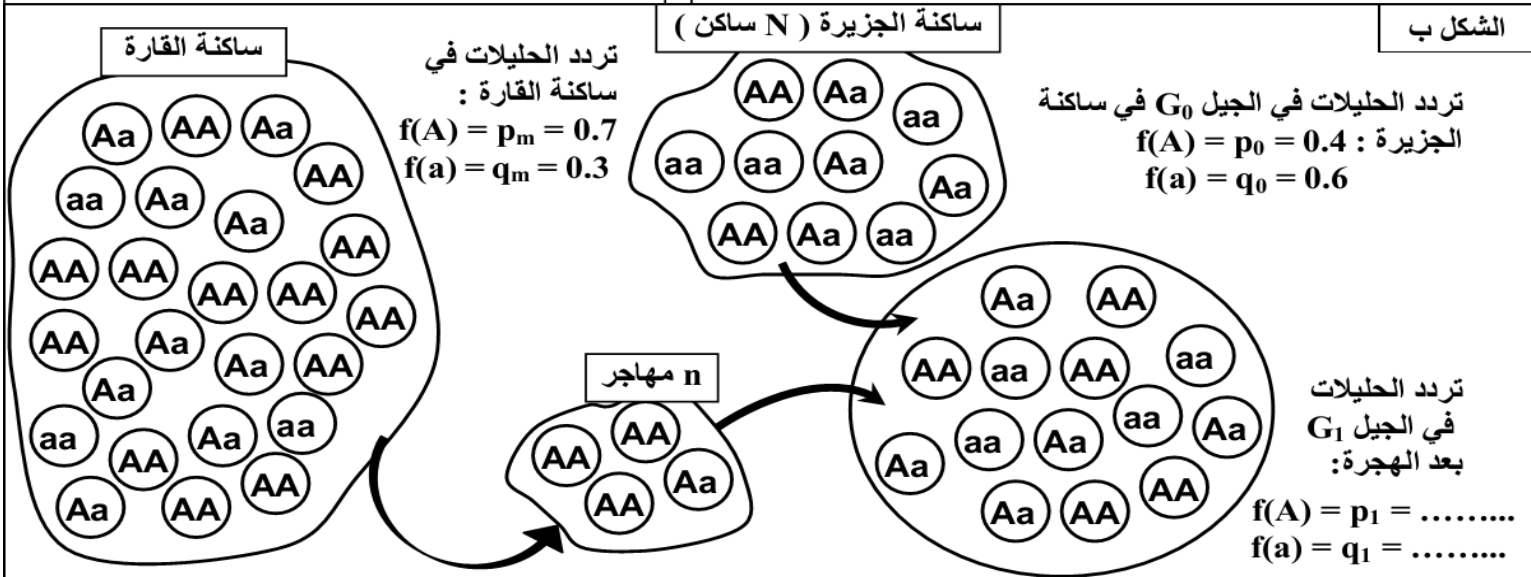 الشكل ب
ساكنة الجزيرة ( N ساكن )
AA Aa aa
aa aa Aa Aa
AA Aa aa
تردد الحليلات في الجيل G₀ في ساكنة
الجزيرة : f(A) = p₀ = 0.4
f(a) = q₀ = 0.6
ساكنة القارة
Aa AA Aa
AA
aa Aa Aa
AA
AA AA
AA AA
AA
AA Aa
Aa AA
Aa
aa Aa aa
AA AA
Aa AA
تردد الحليلات في
ساكنة القارة :
f(A) = pₘ = 0.7
f(a) = qₘ = 0.3
n مهاجر
AA AA
AA Aa
Aa AA
AA aa AA aa
aa Aa aa Aa
Aa AA
Aa AA
تردد الحليلات
في الجيل G₁
بعد الهجرة:
f(A) = p₁ = ………
f(a) = q₁ = ………